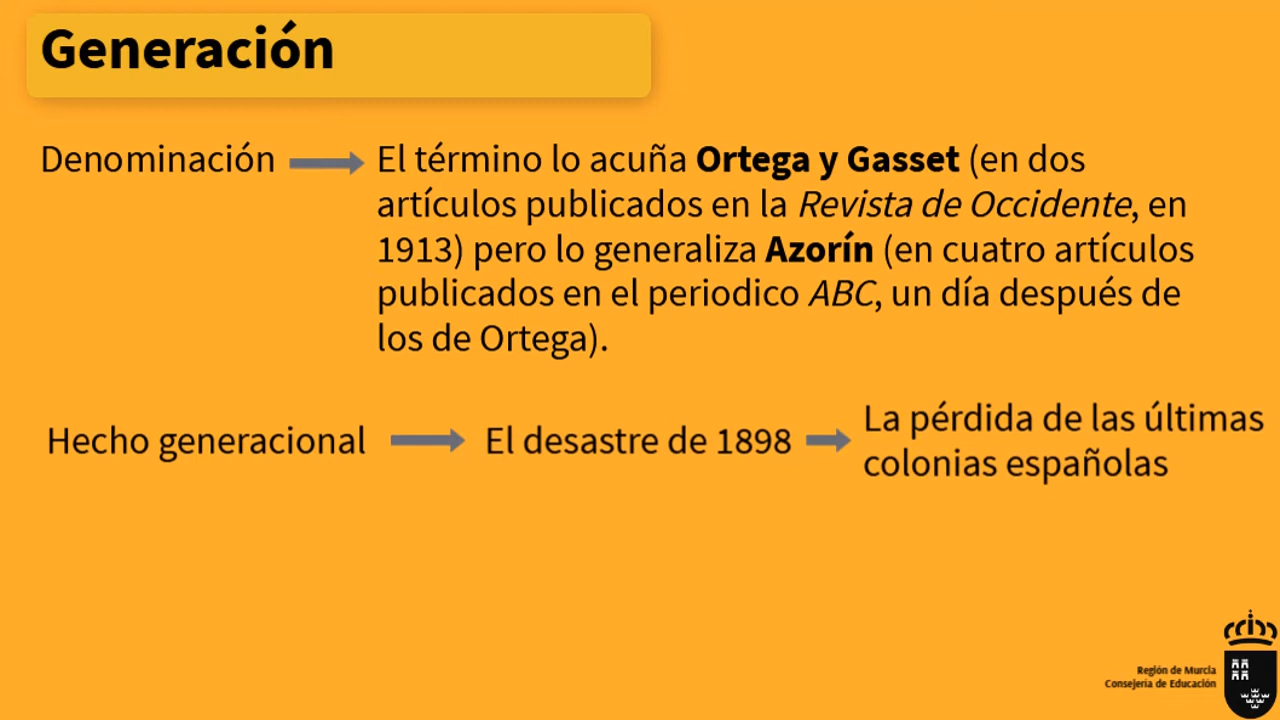 Generación
Denominación
El término lo acuña Ortega y Gasset (en dos
artículos publicados en la Revista de Occidente, en
1913) pero lo generaliza Azorín (en cuatro artículos
publicados en el periodico ABC, un día después de
los de Ortega).
Hecho generacional
El desastre de 1898
La pérdida de las últimas
colonias españolas
Región de Murcia
Consejería de Educación